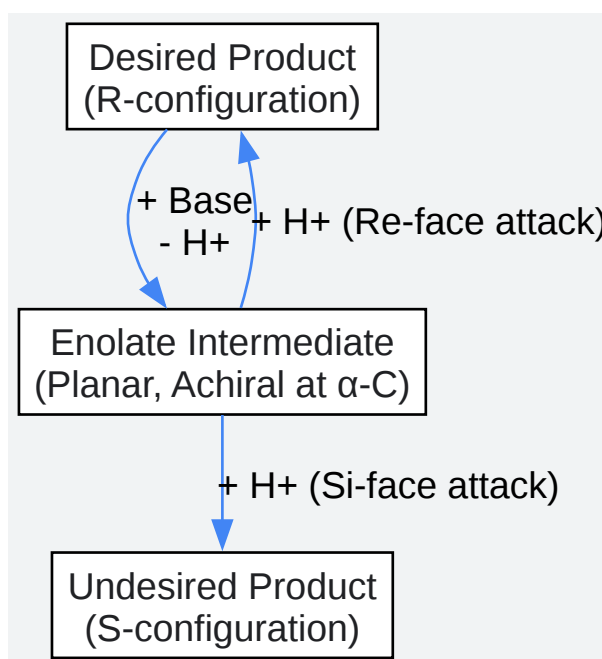 Desired Product
(R-configuration)
+ Base
- H+
+ H+ (Re-face attack)
Enolate Intermediate
(Planar, Achiral at α-C)
+ H+ (Si-face attack)
Undesired Product
(S-configuration)